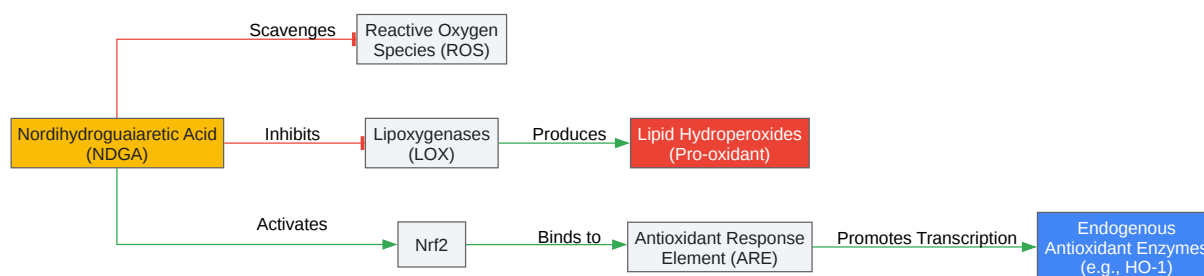 Scavenges
Reactive Oxygen
Species (ROS)
Nordihydroguaiaretic Acid
(NDGA)
Inhibits
Lipoxygenases
(LOX)
Produces
Lipid Hydroperoxides
(Pro-oxidant)
Activates
Nrf2
Binds to
Antioxidant Response
Element (ARE)
Promotes Transcription
Endogenous
Antioxidant Enzymes
(e.g., HO-1)